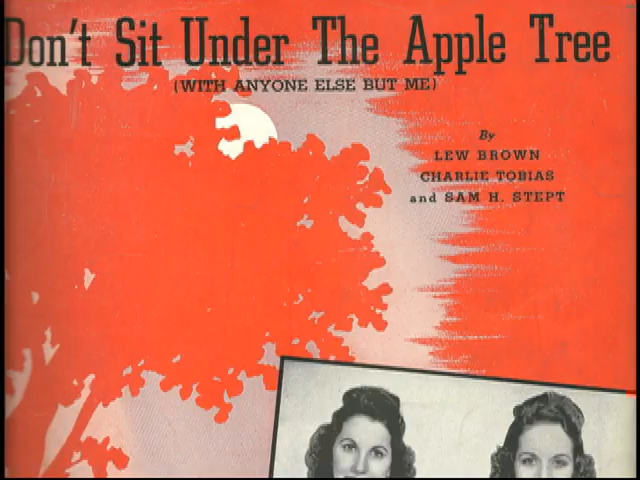 Don't Sit Under The Apple Tree
(WITH ANYONE ELSE BUT ME)
By
LEW BROWN
CHARLIE TOBIAS
and SAM H. STEPT